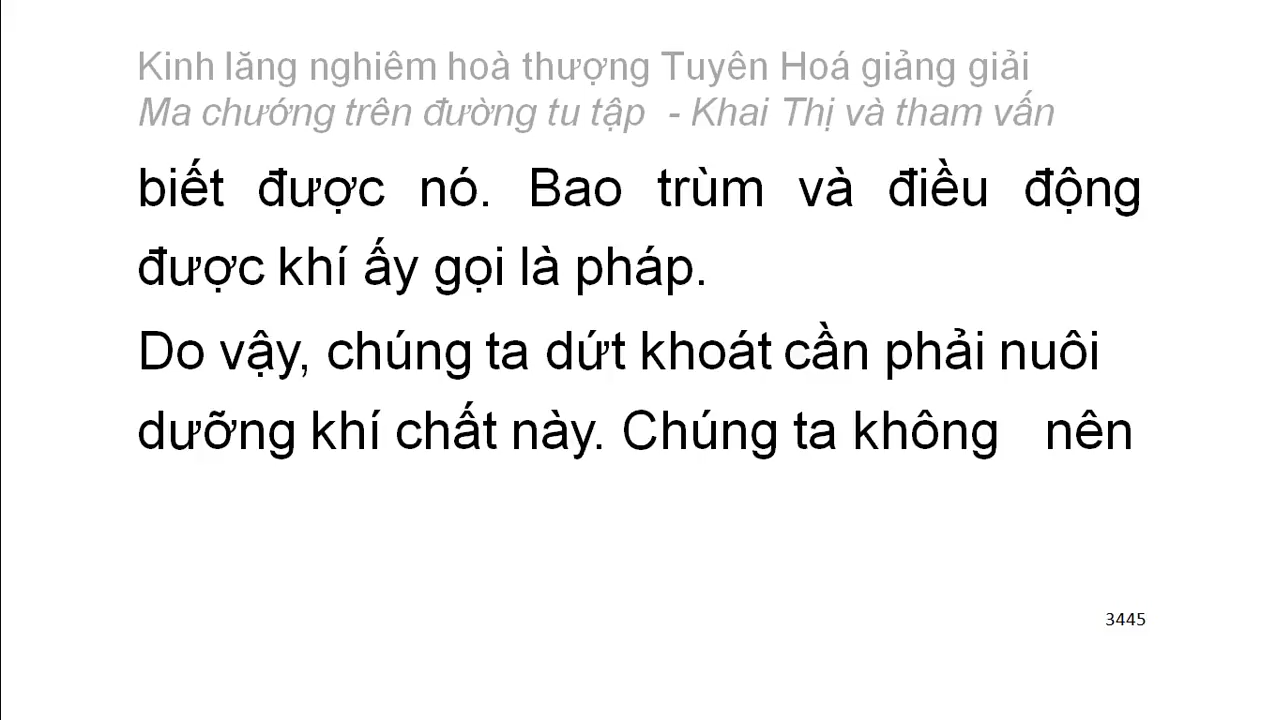 Kinh lăng nghiêm hoà thượng Tuyên Hoá giảng giải
Ma chướng trên đường tu tập - Khai Thị và tham vấn
biết được nó. Bao trùm và điều động
được khí ấy gọi là pháp.
Do vậy, chúng ta dứt khoát cần phải nuôi
dưỡng khí chất này. Chúng ta không nên
3445